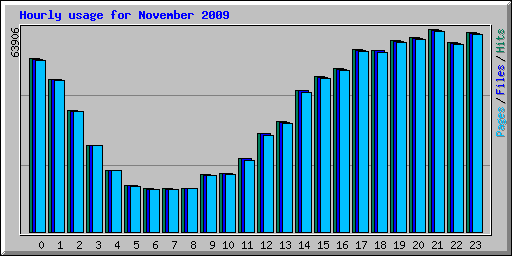 Hourly usage for November 2009
63906
Pages/Files/Hits
0 1 2 3 4 5 6 7 8 9 10 11 12 13 14 15 16 17 18 19 20 21 22 23